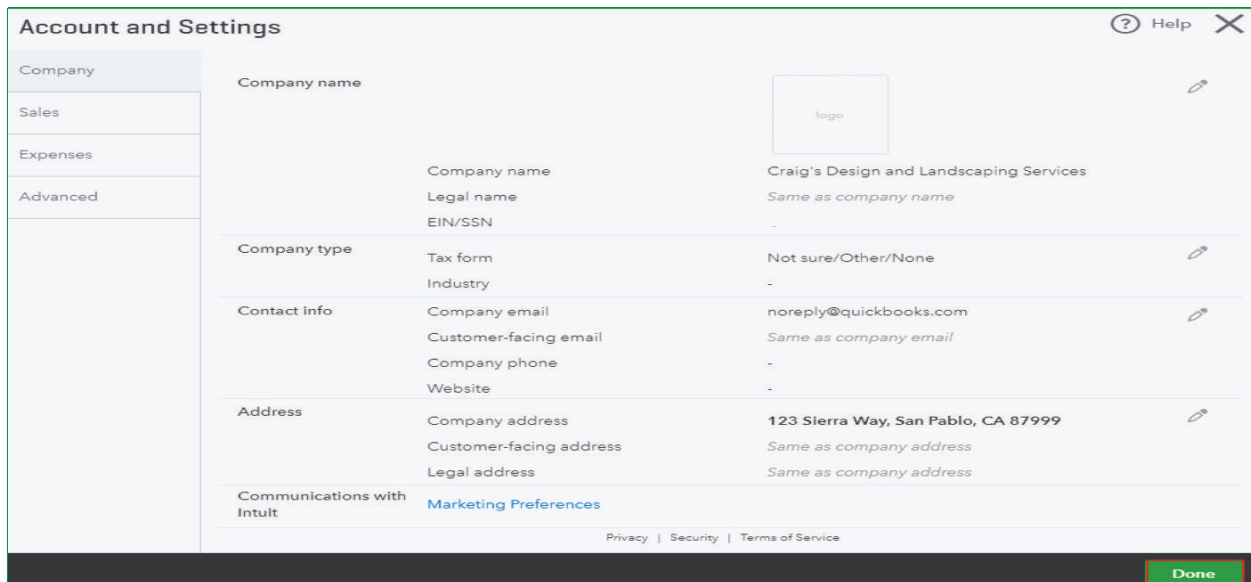 Account and Settings
Help
Company
Sales
Expenses
Advanced
Company name
logo
Company name Craig's Design and Landscaping Services
Legal name Same as company name
EIN/SSN -
Company type
Tax form Not sure/Other/None
Industry -
Contact info
Company email noreply@quickbooks.com
Customer-facing email Same as company email
Company phone -
Website -
Address
Company address 123 Sierra Way, San Pablo, CA 87999
Customer-facing address Same as company address
Legal address Same as company address
Communications with
Intuit
Marketing Preferences
Privacy | Security | Terms of Service
Done